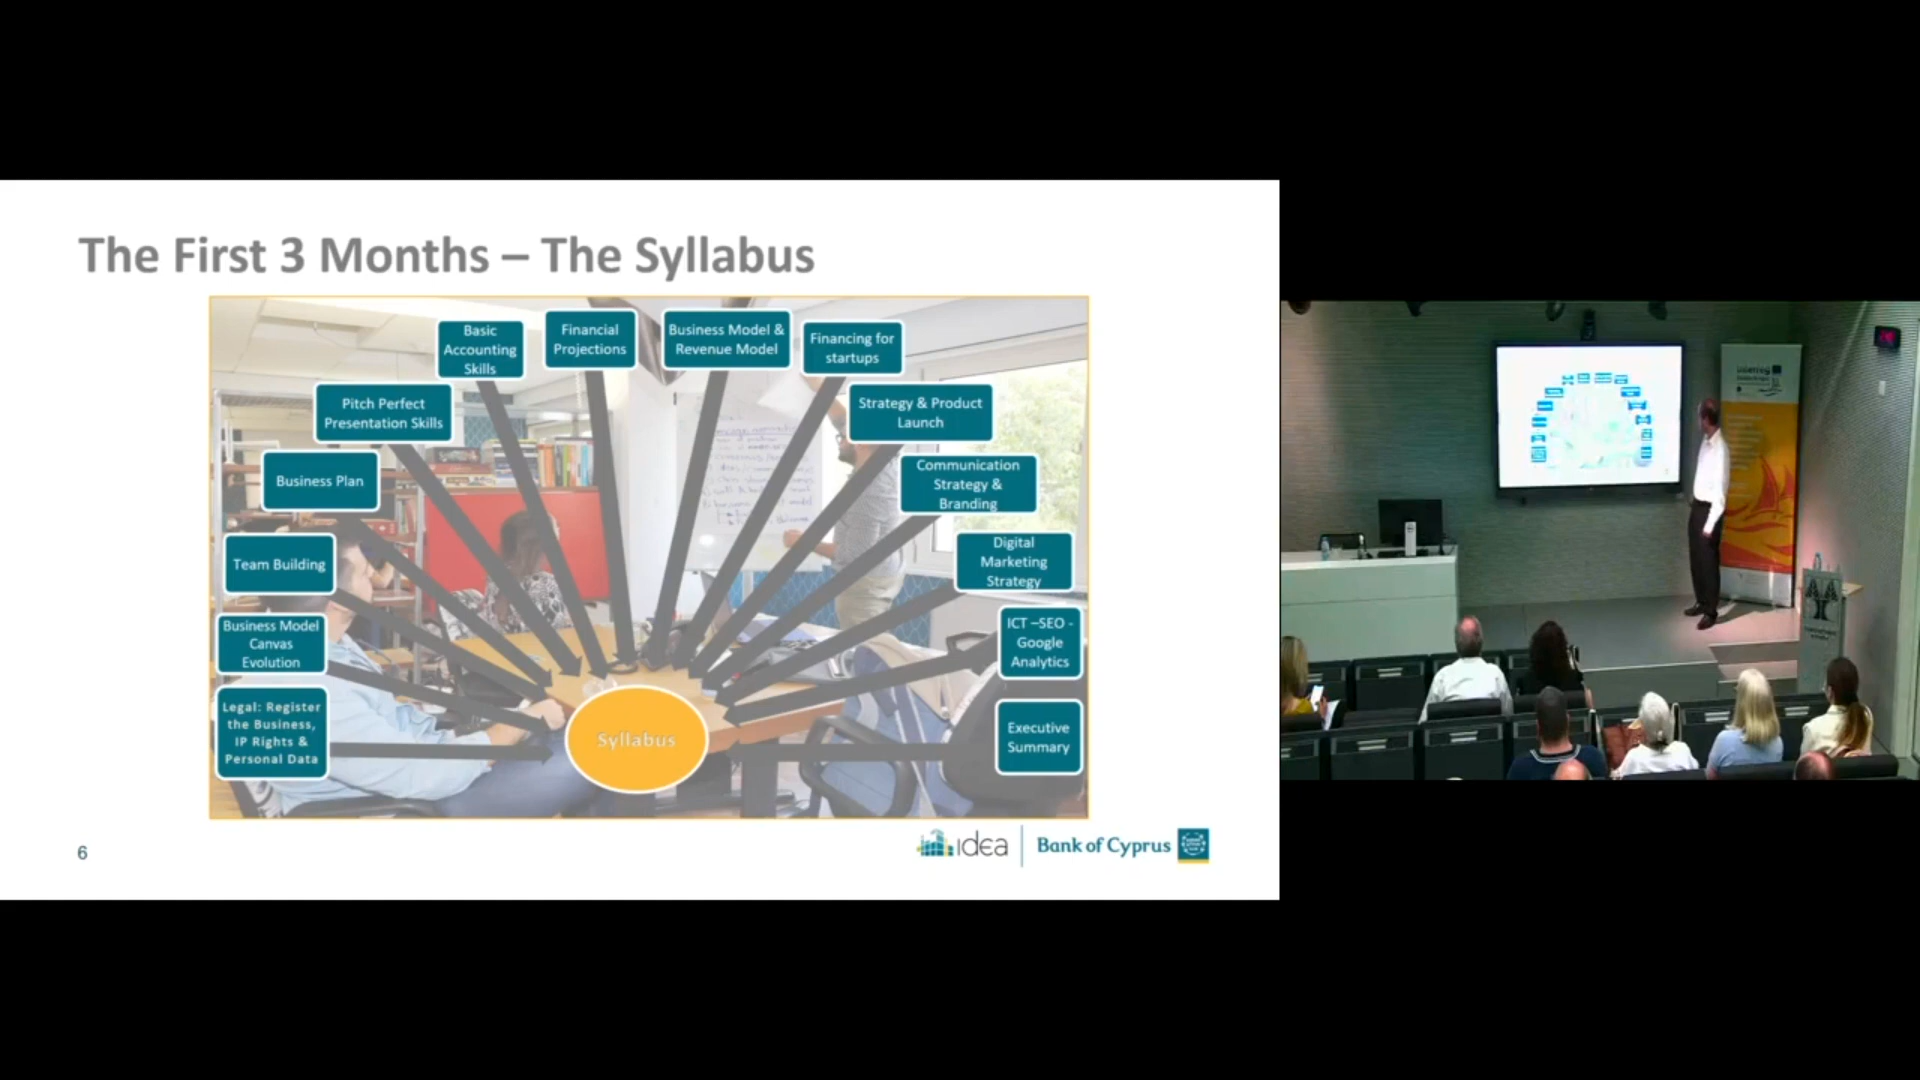 The First 3 Months – The Syllabus
Basic
Accounting
Skills
Financial
Projections
Business Model &
Revenue Model
Financing for
startups
Pitch Perfect
Presentation Skills
Strategy & Product
Launch
Business Plan
Communication
Strategy &
Branding
Team Building
Digital
Marketing
Strategy
Business Model
Canvas
Evolution
ICT –SEO -
Google
Analytics
Legal: Register
the Business,
IP Rights &
Personal Data
Syllabus
Executive
Summary
6
idea
Bank of Cyprus